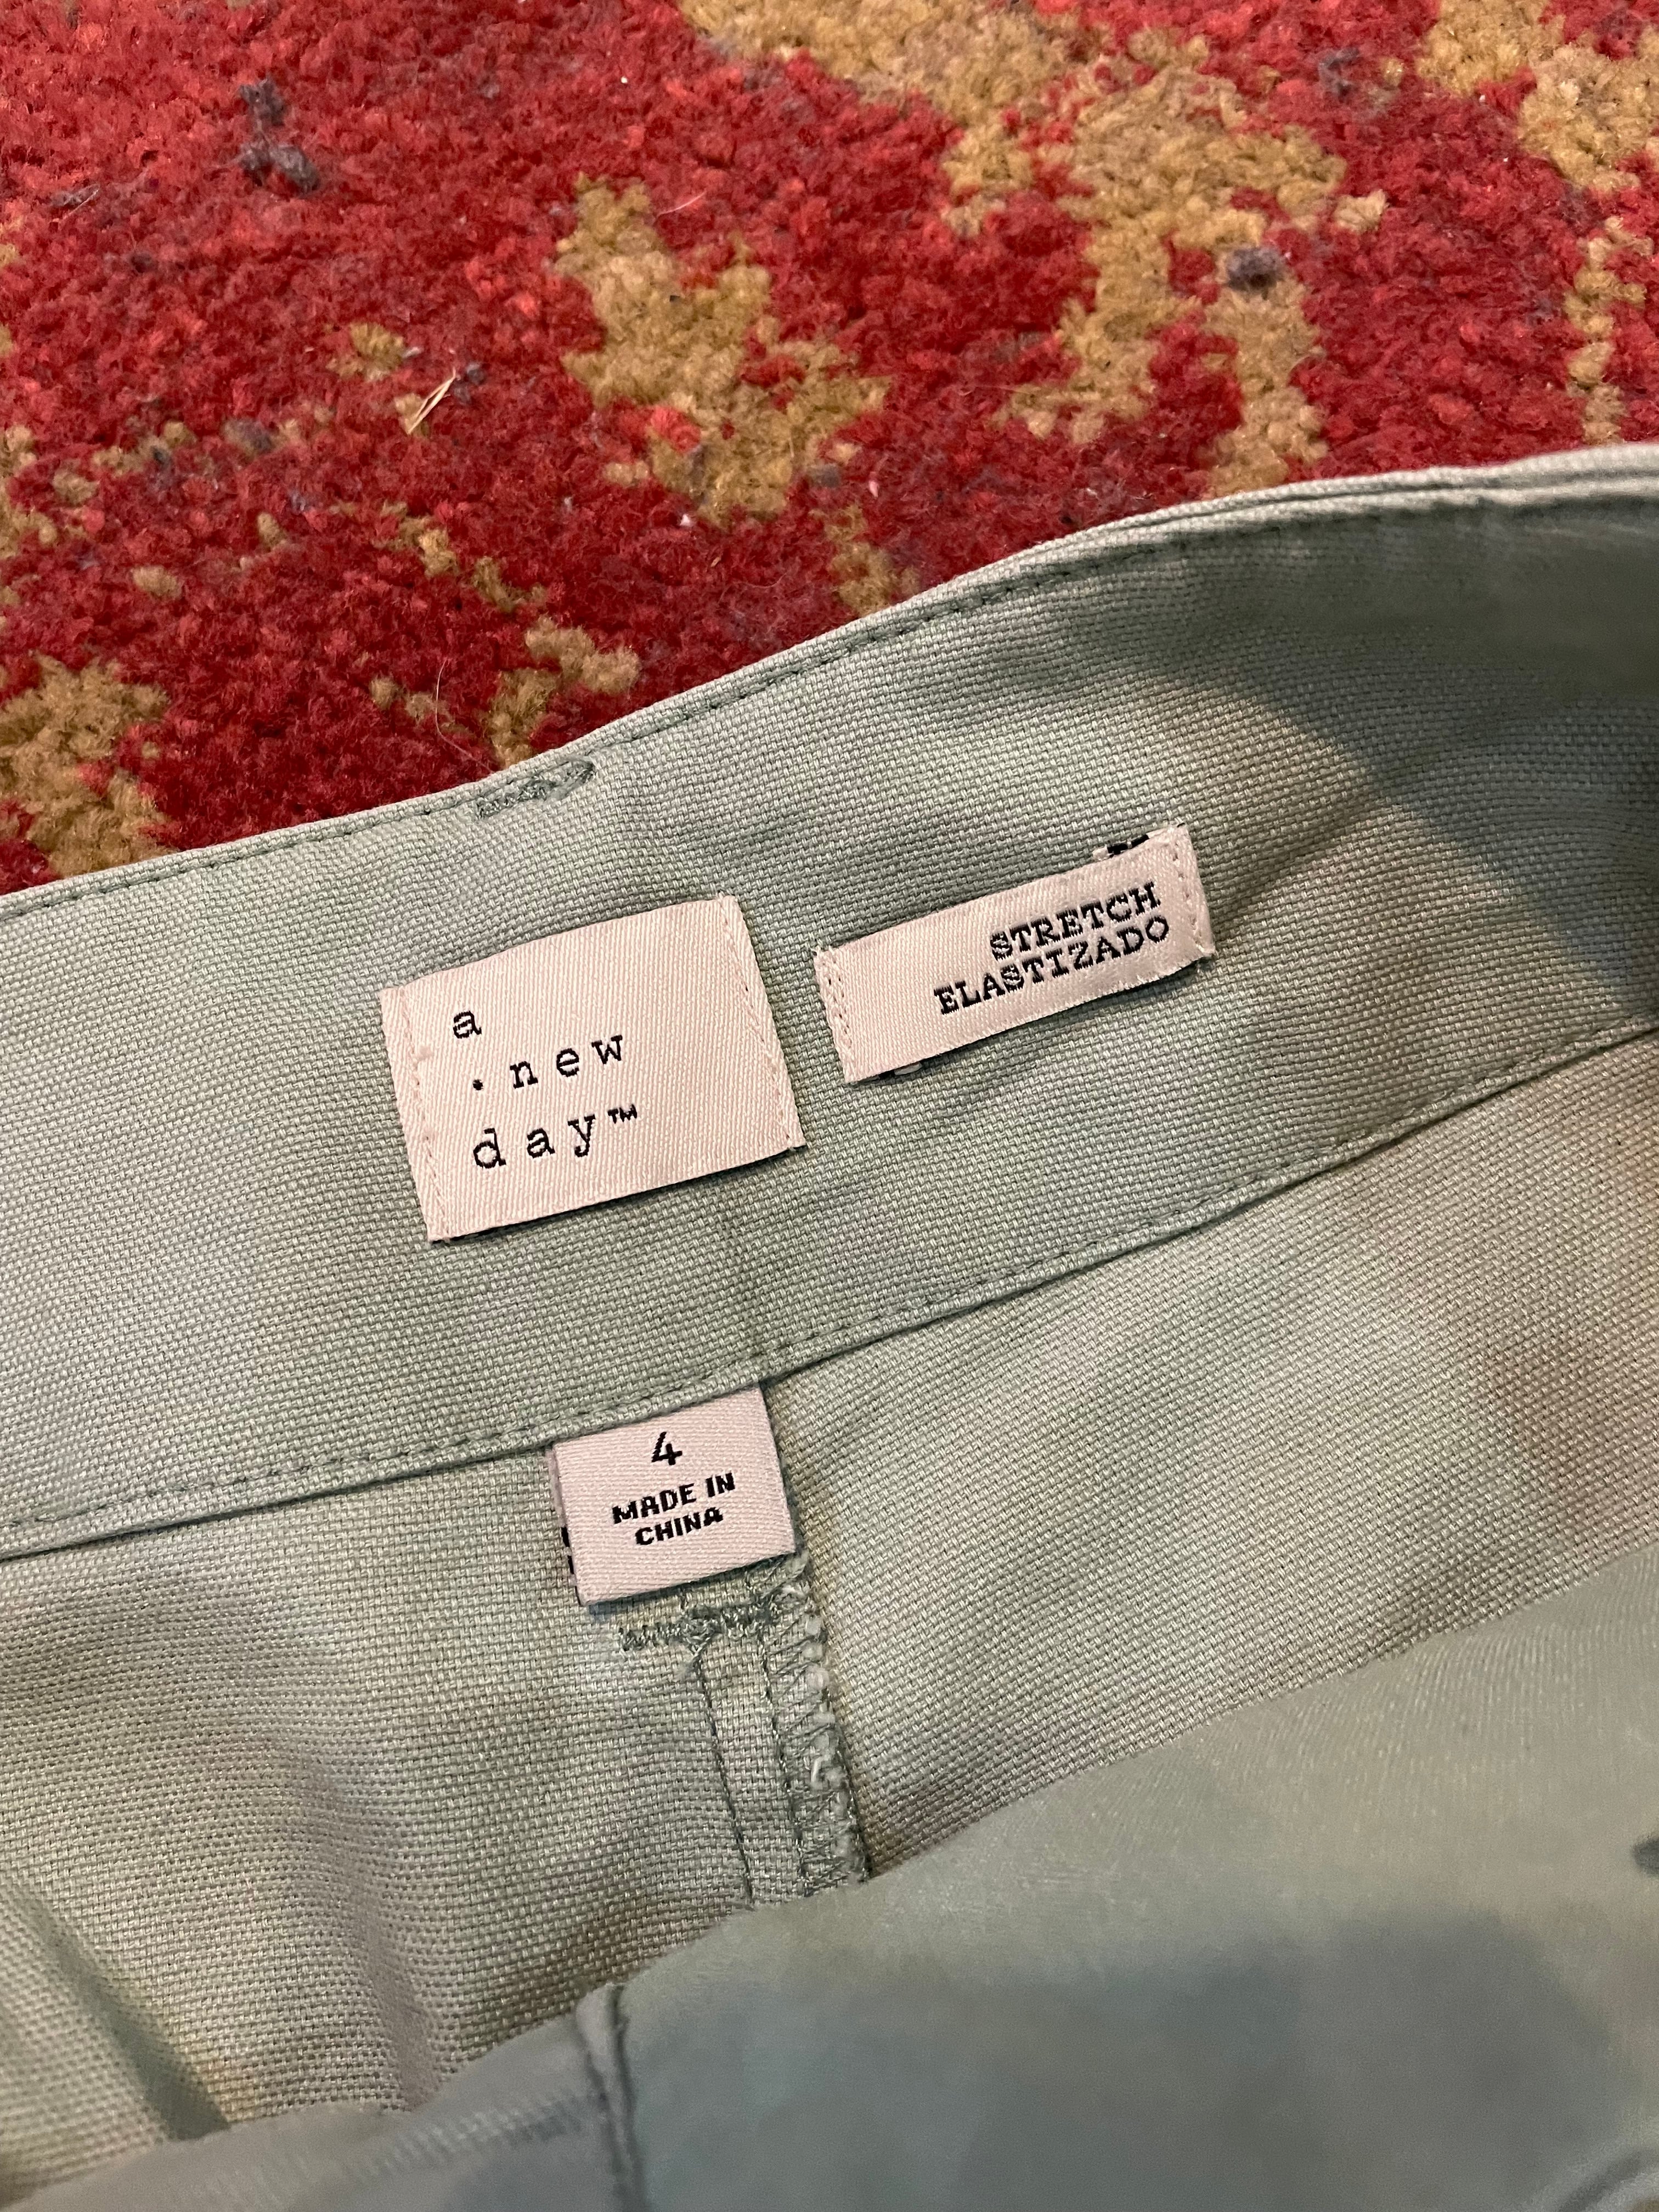 a
·new
day™
STRETCH
ELASTIZADO
4
MADE IN
CHINA